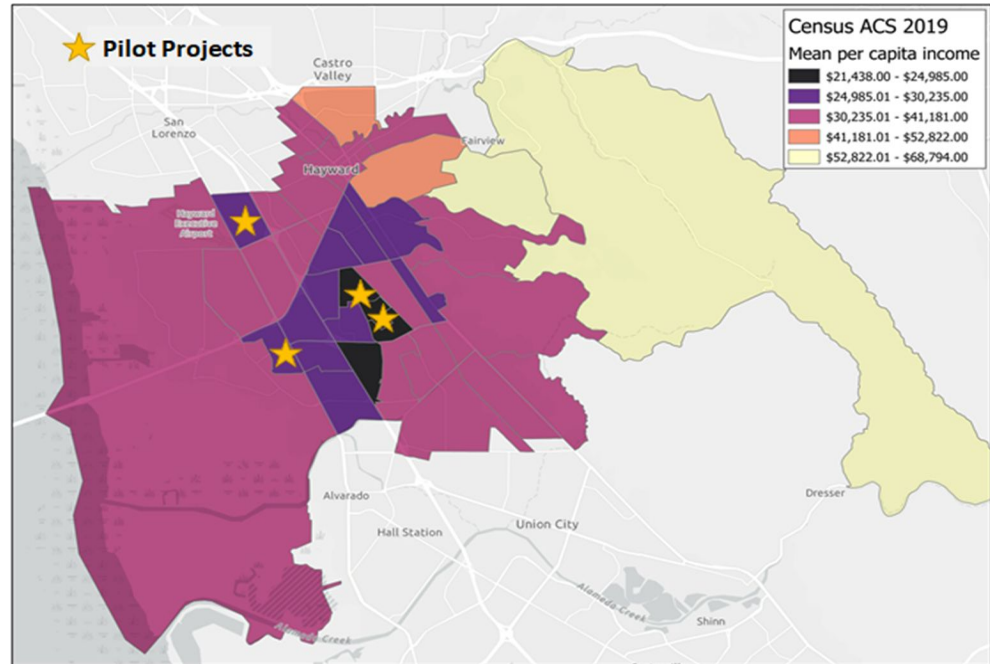 Pilot Projects
Census ACS 2019
Mean per capita income
$21,438.00 - $24,985.00
$24,985.01 - $30,235.00
$30,235.01 - $41,181.00
$41,181.01 - $52,822.00
$52,822.01 - $68,794.00
Castro
Valley
San
Lorenzo
Fairview
Hayward
Hayward
Executive
Airport
Alvarado
Dresser
Hall Station
Union City
Alameda Creek
Shinn
Alameda Creek